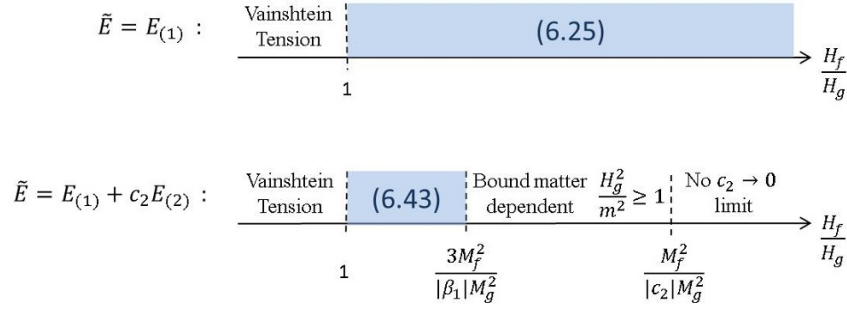 Ẽ = E₍₁₎ :
Vainshtein
Tension
(6.25)
1
H_f/H_g
Ẽ = E₍₁₎ + c₂E₍₂₎ :
Vainshtein
Tension
(6.43)
Bound matter
dependent
H_g²/m² ≥ 1
No c₂ → 0
limit
1
3M_f²/|β₁|M_g²
M_f²/|c₂|M_g²
H_f/H_g